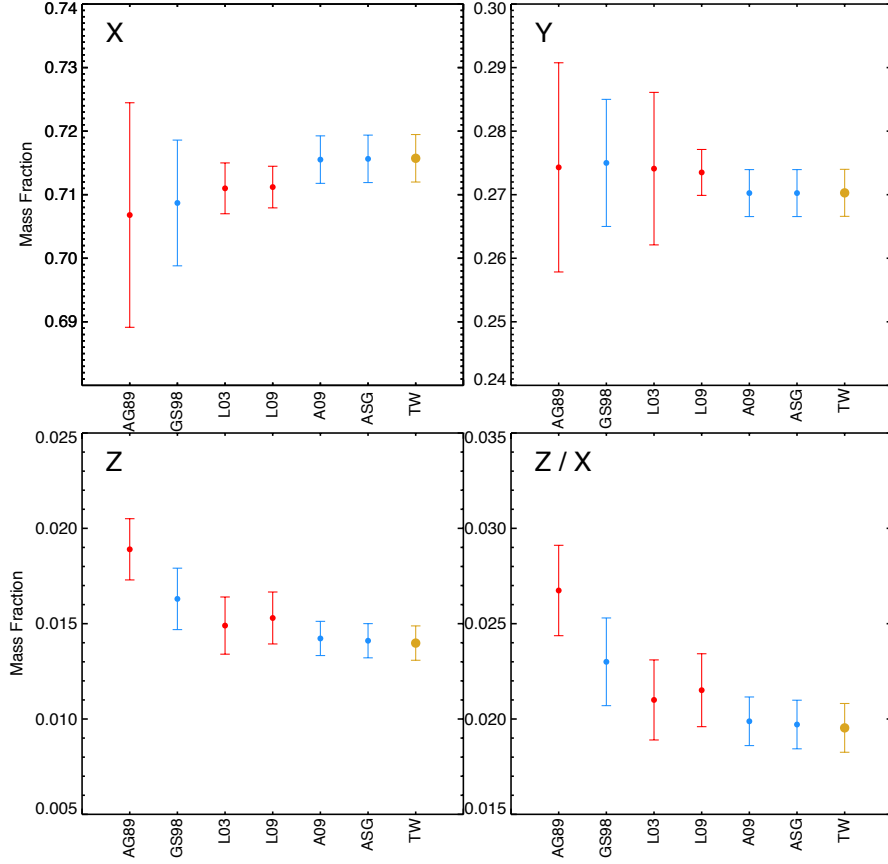 0.74
X
0.73
0.72
0.71
0.70
0.69
Mass Fraction
AG89 GS98 L03 L09 A09 ASG TW
0.30
Y
0.29
0.28
0.27
0.26
0.25
0.24
AG89 GS98 L03 L09 A09 ASG TW
0.025
Z
0.020
0.015
0.010
0.005
Mass Fraction
AG89 GS98 L03 L09 A09 ASG TW
0.035
Z / X
0.030
0.025
0.020
0.015
AG89 GS98 L03 L09 A09 ASG TW